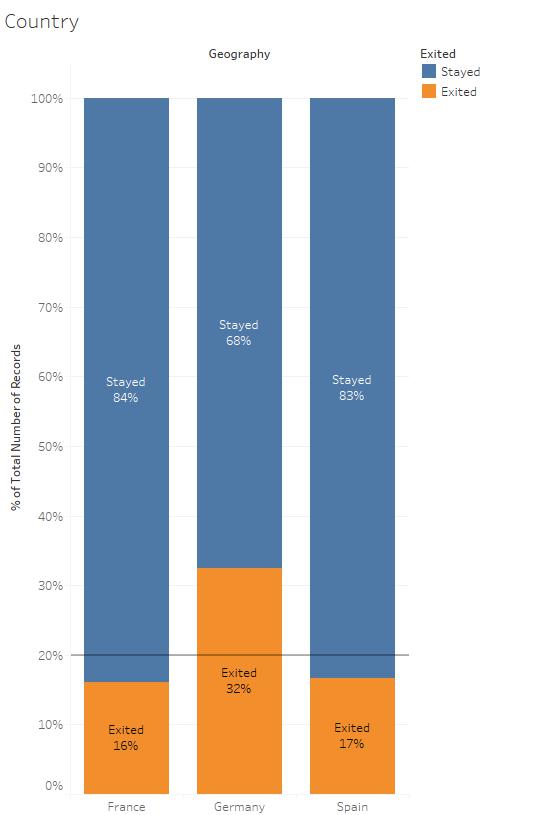 Country
Geography
Exited
Stayed
Exited
% of Total Number of Records
100%
90%
80%
70%
60%
50%
40%
30%
20%
10%
0%
Stayed
84%
Exited
16%
Stayed
68%
Exited
32%
Stayed
83%
Exited
17%
France
Germany
Spain